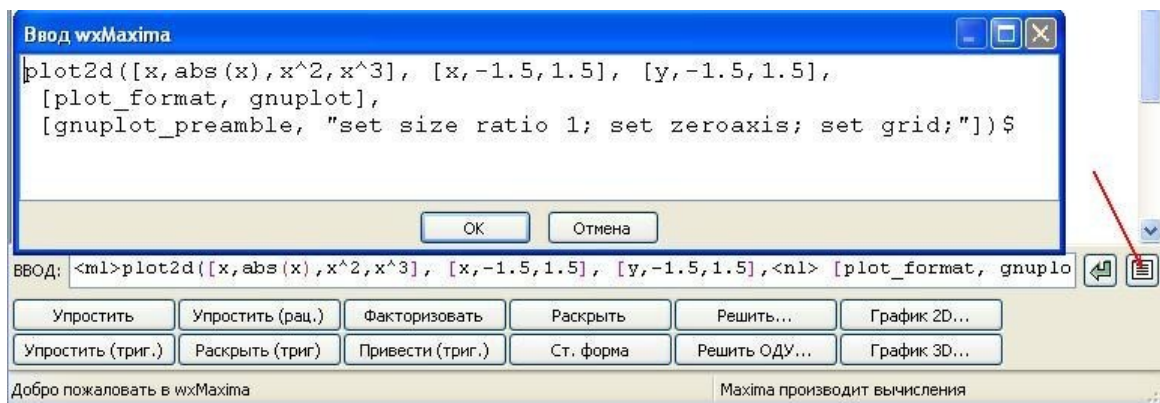 Ввод wxMaxima
plot2d([x,abs(x),x^2,x^3], [x,-1.5,1.5], [y,-1.5,1.5],
[plot_format, gnuplot],
[gnuplot_preamble, "set size ratio 1; set zeroaxis; set grid;"])$
OK Отмена
ВВОД: <ml>plot2d([x,abs(x),x^2,x^3], [x,-1.5,1.5], [y,-1.5,1.5],<nl> [plot_format, gnuplo
Упростить Упростить (рац.) Факторизовать Раскрыть Решить... График 2D...
Упростить (триг.) Раскрыть (триг) Привести (триг.) Ст. форма Решить ОДУ... График 3D...
Добро пожаловать в wxMaxima Maxima производит вычисления